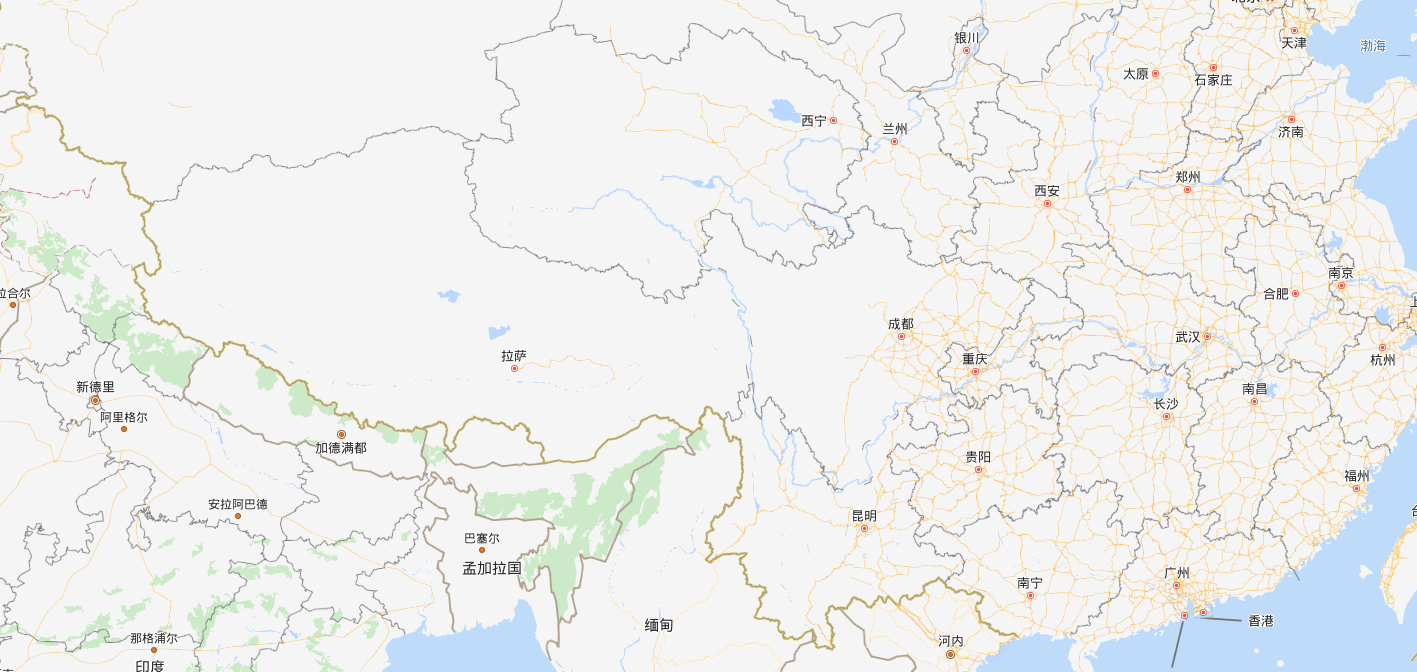 天津
渤海
银川
太原
石家庄
西宁
兰州
济南
西安
郑州
南京
合肥
成都
武汉
拉萨
重庆
杭州
新德里
南昌
长沙
阿里格尔
加德满都
贵阳
福州
安拉阿巴德
昆明
巴塞尔
孟加拉国
广州
南宁
香港
缅甸
那格浦尔
河内
印度